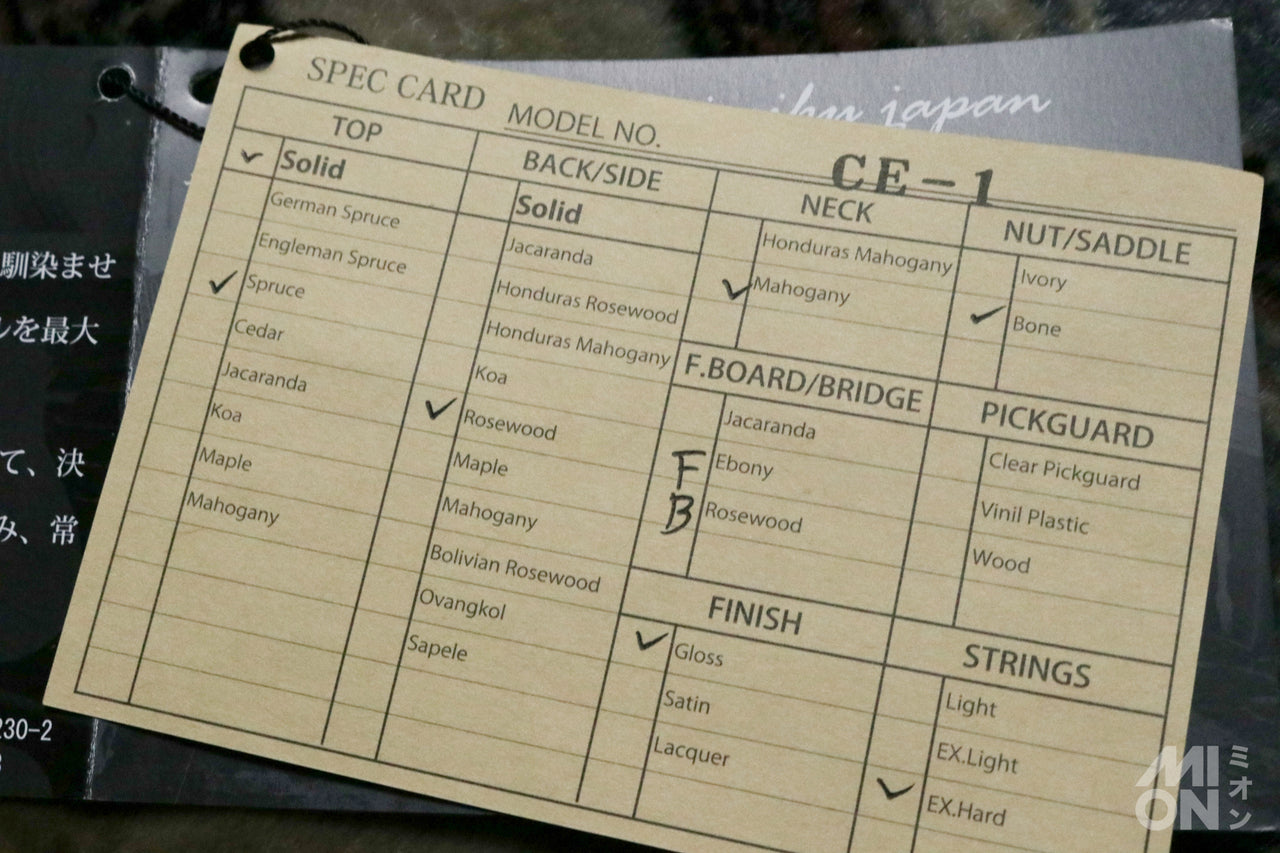 SPEC CARD MODEL NO. CE-1
TOP
✓ Solid
German Spruce
Engleman Spruce
✓ Spruce
Cedar
Jacaranda
Koa
Maple
Mahogany
BACK/SIDE
Solid
Jacaranda
Honduras Rosewood
Honduras Mahogany
Koa
✓ Rosewood
Maple
Mahogany
Bolivian Rosewood
Ovangkol
Sapele
NECK
Honduras Mahogany
✓ Mahogany
F.BOARD/BRIDGE
Jacaranda
F Ebony
B Rosewood
FINISH
✓ Gloss
Satin
Lacquer
NUT/SADDLE
Ivory
✓ Bone
PICKGUARD
Clear Pickguard
Vinil Plastic
Wood
STRINGS
Light
EX.Light
✓ EX.Hard
japan
馴染ませ
ルを最大
て、決
み、常
230-2
MI
ON
ミオン